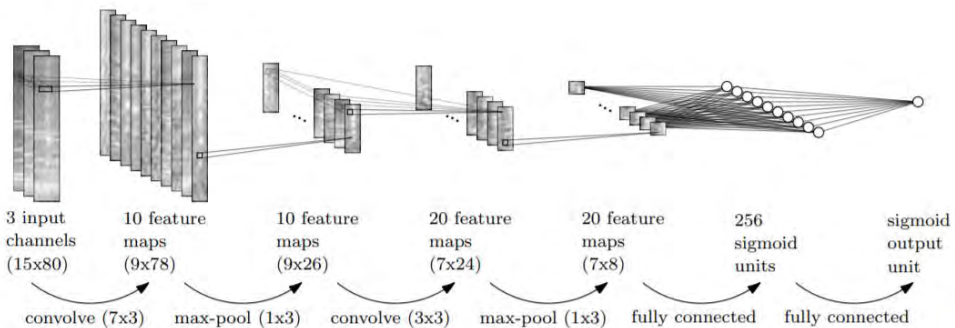 3 input
channels
(15x80)
10 feature
maps
(9x78)
10 feature
maps
(9x26)
20 feature
maps
(7x24)
20 feature
maps
(7x8)
256
sigmoid
units
sigmoid
output
unit
convolve (7x3)
max-pool (1x3)
convolve (3x3)
max-pool (1x3)
fully connected
fully connected